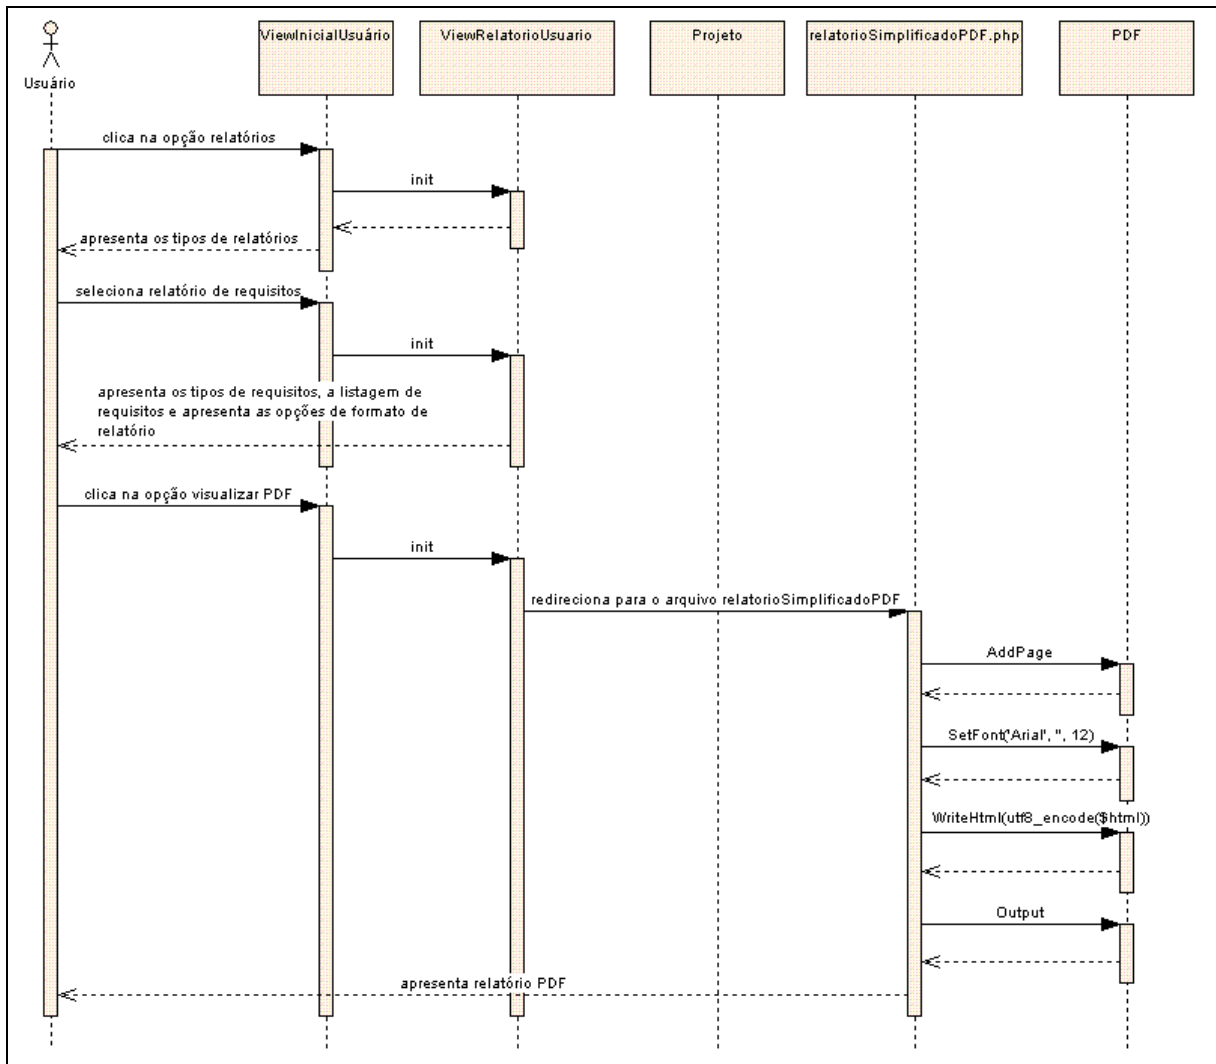 ViewInicialUsuário
ViewRelatorioUsuario
Projeto
relatorioSimplificadoPDF.php
PDF
Usuário
clica na opção relatórios
init
apresenta os tipos de relatórios
seleciona relatório de requisitos
init
apresenta os tipos de requisitos, a listagem de
requisitos e apresenta as opções de formato de
relatório
clica na opção visualizar PDF
init
redireciona para o arquivo relatorioSimplificadoPDF
AddPage
SetFont('Arial', '', 12)
WriteHtml(utf8_encode($html))
Output
apresenta relatório PDF